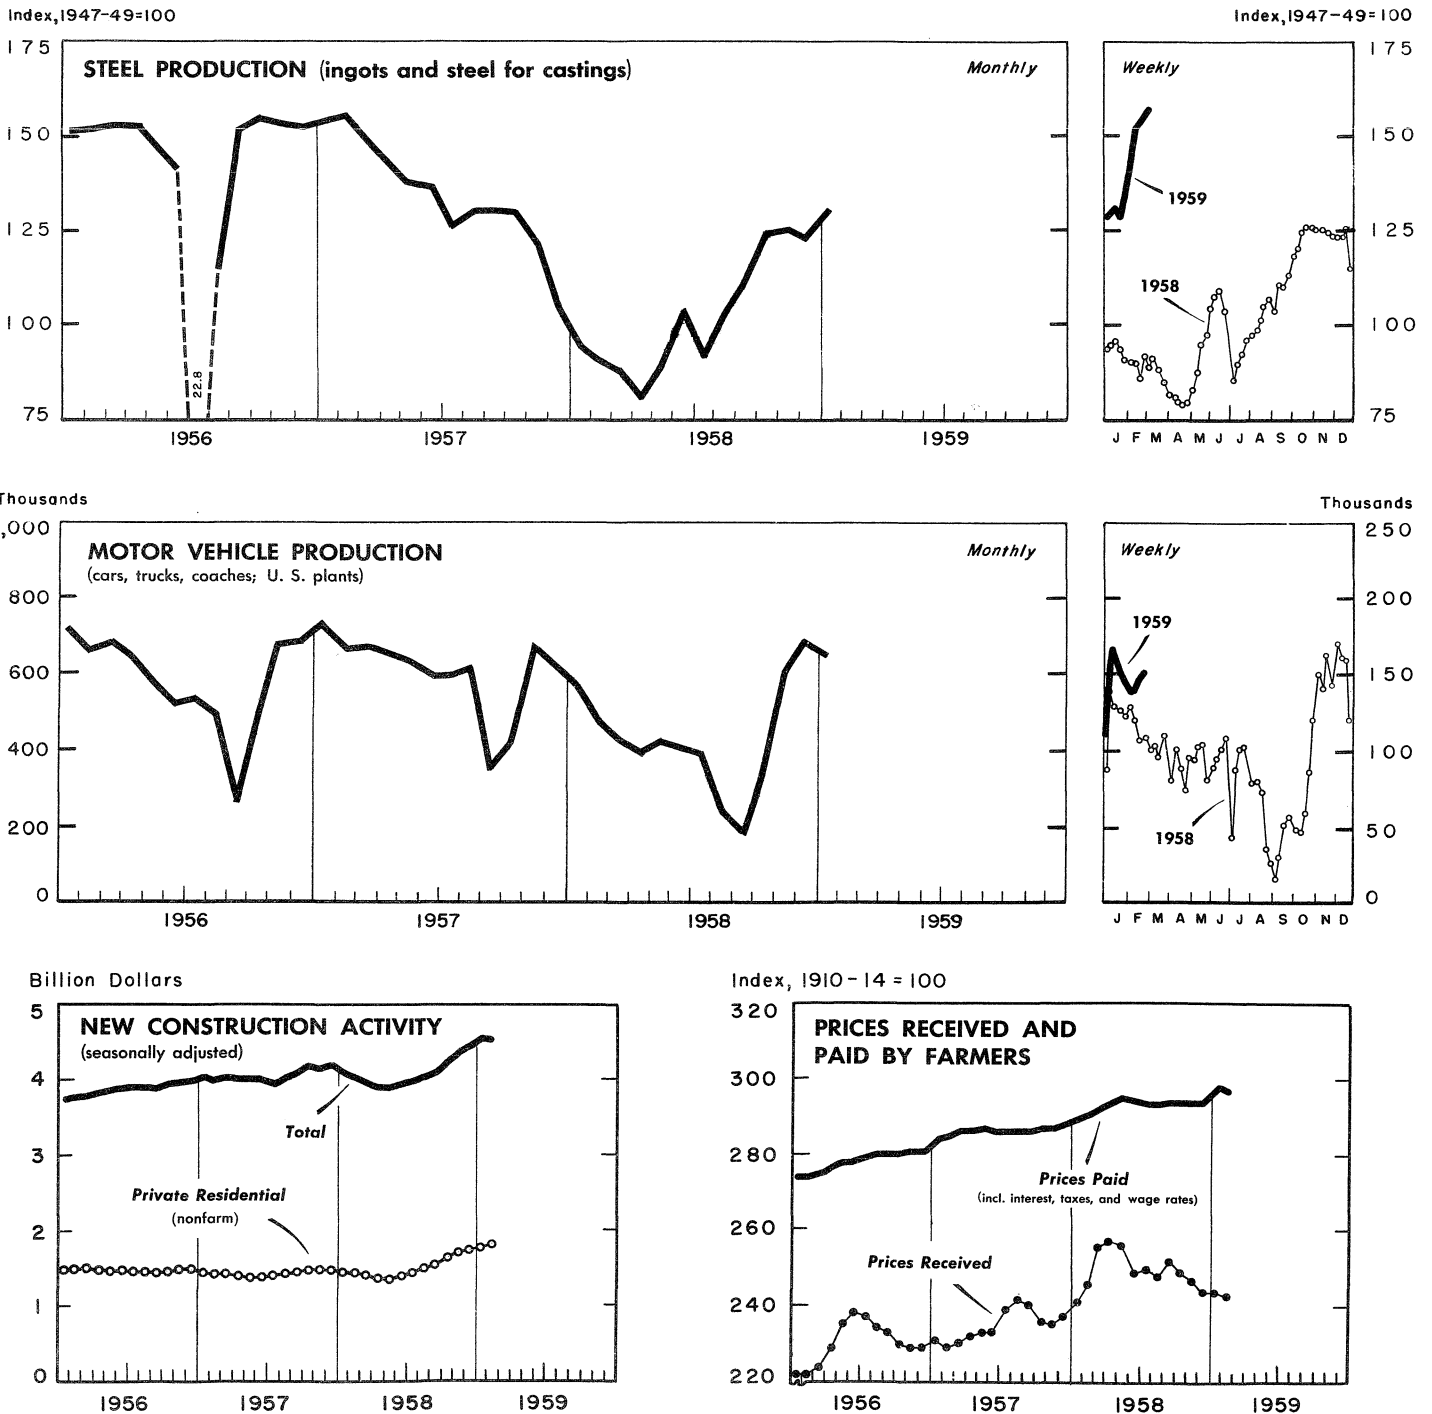 Index,1947-49=100
Index,1947-49=100
STEEL PRODUCTION (ingots and steel for castings)
Monthly
Weekly
175
150
125
100
75
175
150
125
100
75
1959
1958
22.8
1956
1957
1958
1959
J F M A M J J A S O N D
Thousands
Thousands
,000
800
600
400
200
0
MOTOR VEHICLE PRODUCTION
(cars, trucks, coaches; U. S. plants)
Monthly
Weekly
250
200
150
100
50
0
1959
1958
1956
1957
1958
1959
J F M A M J J A S O N D
Billion Dollars
5
4
3
2
1
0
NEW CONSTRUCTION ACTIVITY
(seasonally adjusted)
Total
Private Residential
(nonfarm)
1956
1957
1958
1959
Index, 1910-14=100
320
300
280
260
240
220
PRICES RECEIVED AND
PAID BY FARMERS
Prices Paid
(incl. interest, taxes, and wage rates)
Prices Received
1956
1957
1958
1959